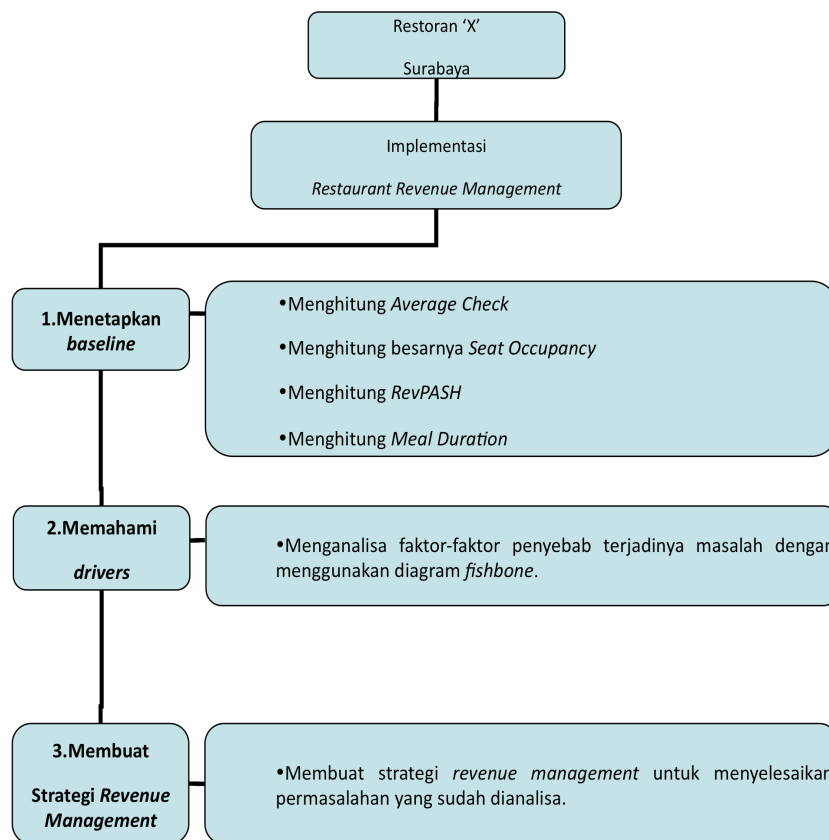 Restoran ‘X’
Surabaya
Implementasi
Restaurant Revenue Management
1.Menetapkan
baseline
•Menghitung Average Check
•Menghitung besarnya Seat Occupancy
•Menghitung RevPASH
•Menghitung Meal Duration
2.Memahami
drivers
•Menganalisa faktor-faktor penyebab terjadinya masalah dengan
menggunakan diagram fishbone.
3.Membuat
Strategi Revenue
Management
•Membuat strategi revenue management untuk menyelesaikan
permasalahan yang sudah dianalisa.